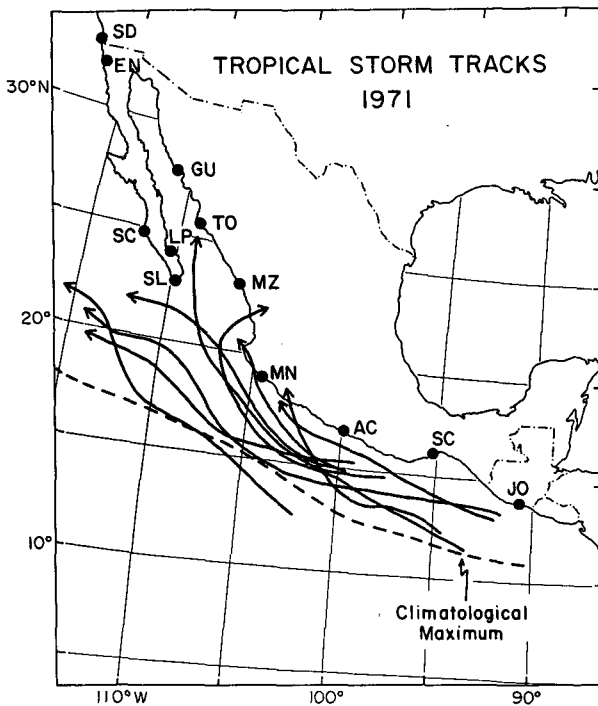 TROPICAL STORM TRACKS
1971
SD
EN
30°N
GU
TO
SC
LP
SL
MZ
20°
MN
AC
SC
JO
10°
Climatological
Maximum
110°W
100°
90°